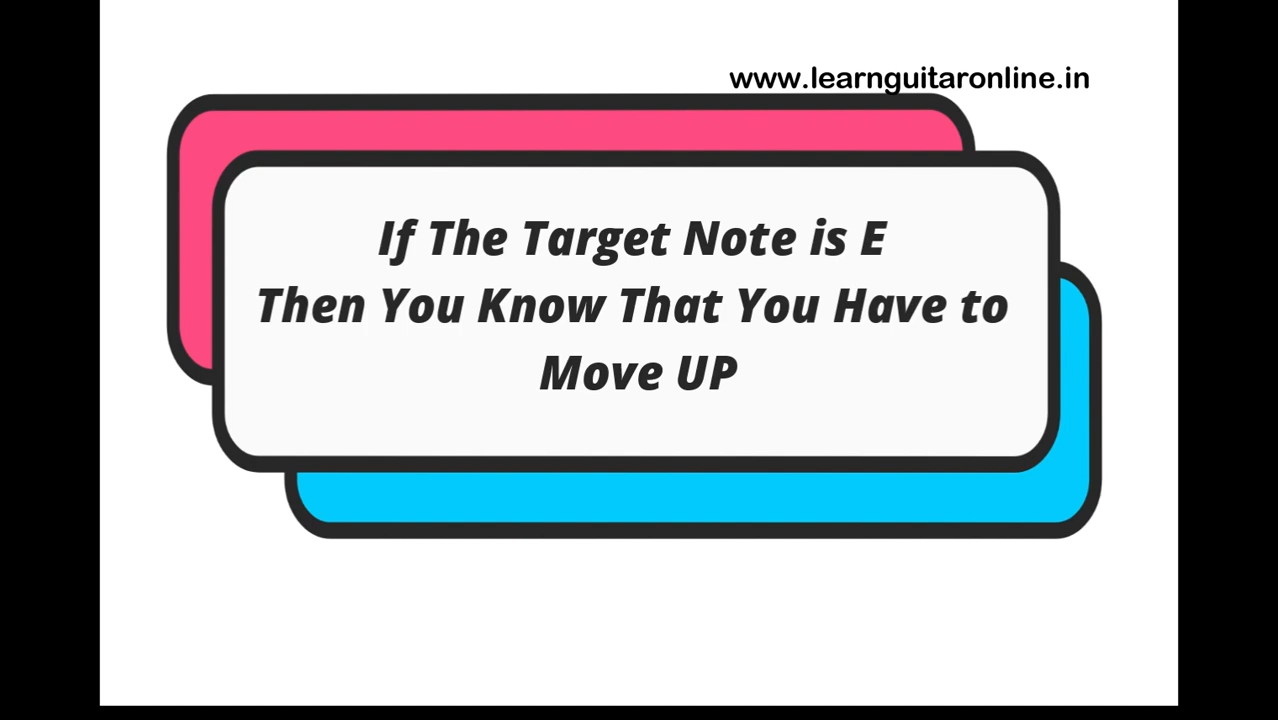 www.learnguitaronline.in
If The Target Note is E
Then You Know That You Have to
Move UP